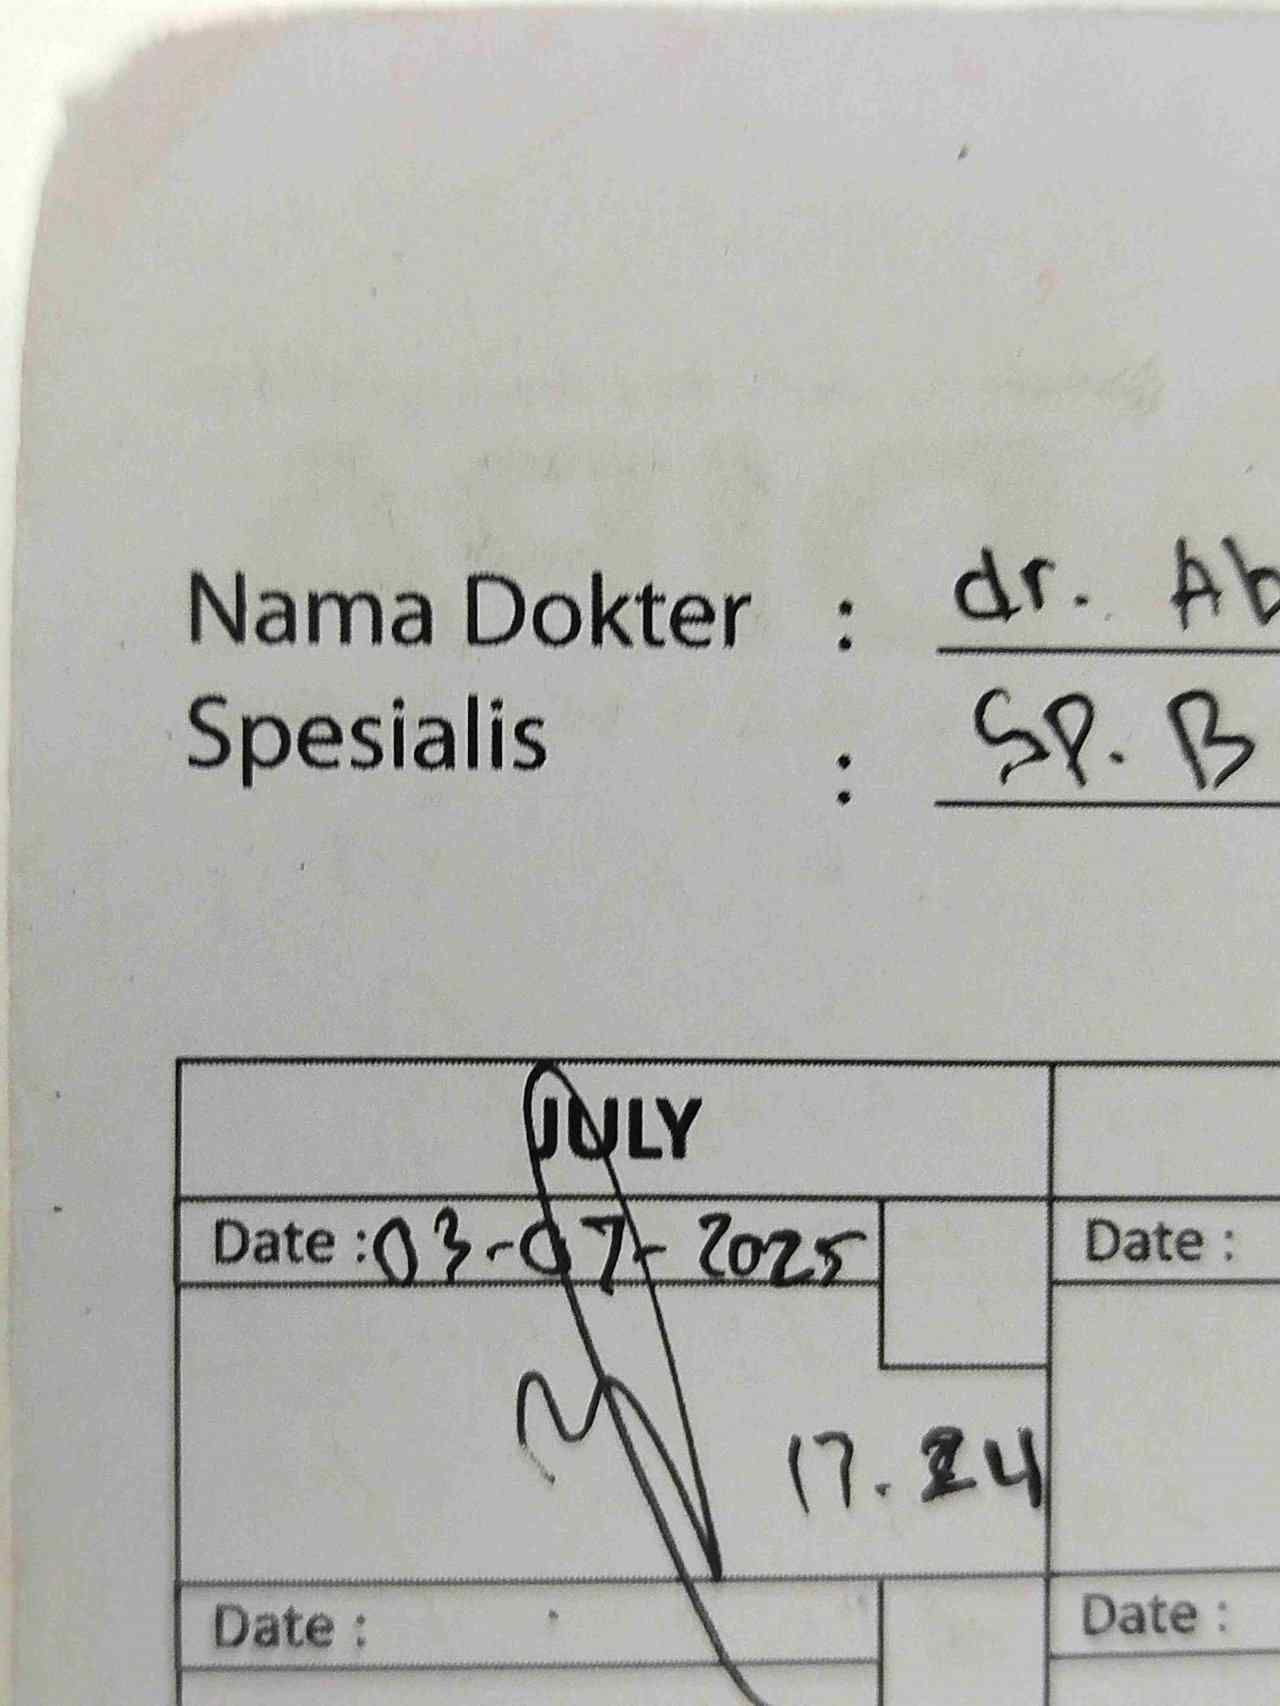 Nama Dokter : dr. Ab
Spesialis : Sp. B
JULY
Date : 03-07-2025
Date :
17.24
Date :
Date :